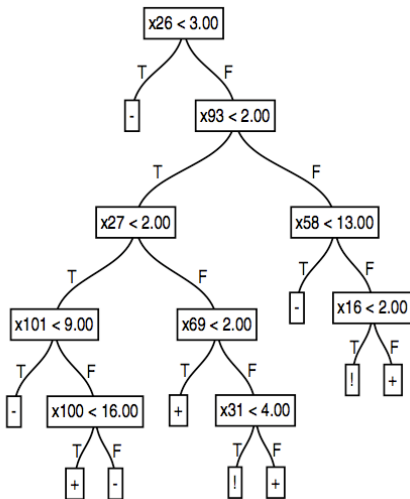 x26 < 3.00
T F
- x93 < 2.00
T F
x27 < 2.00 x58 < 13.00
T F T F
x101 < 9.00 x69 < 2.00 - x16 < 2.00
T F T F T F
- x100 < 16.00 + x31 < 4.00 ! +
T F T F
+ - ! +